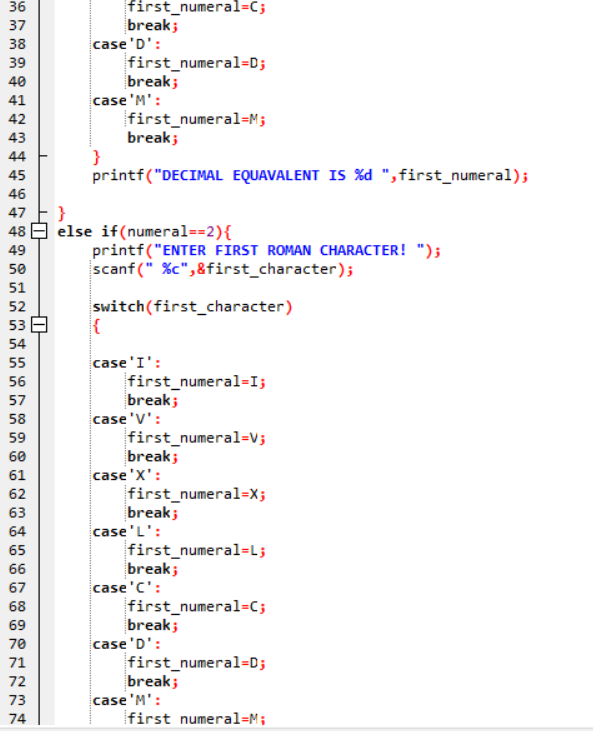 36 first_numeral=C;
37 break;
38 case'D':
39 first_numeral=D;
40 break;
41 case'M':
42 first_numeral=M;
43 break;
44 }
45 printf("DECIMAL EQUAVALENT IS %d ",first_numeral);
46
47 }
48 else if(numeral==2){
49 printf("ENTER FIRST ROMAN CHARACTER! ");
50 scanf(" %c",&first_character);
51
52 switch(first_character)
53 {
54
55 case'I':
56 first_numeral=I;
57 break;
58 case'V':
59 first_numeral=V;
60 break;
61 case'X':
62 first_numeral=X;
63 break;
64 case'L':
65 first_numeral=L;
66 break;
67 case'C':
68 first_numeral=C;
69 break;
70 case'D':
71 first_numeral=D;
72 break;
73 case'M':
74 first_numeral=M;